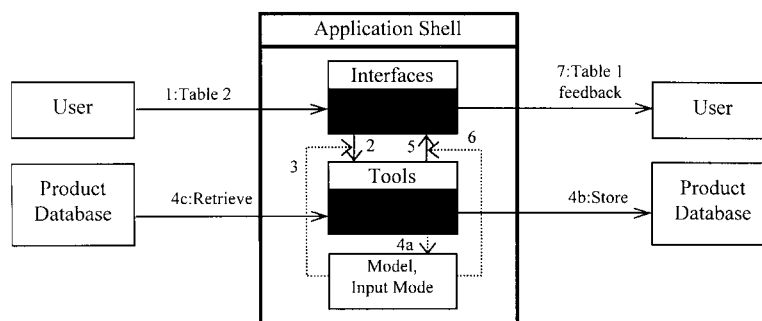 Application Shell
Interfaces
7:Table 1
feedback
1:Table 2
User
User
3
2
5
6
Tools
Product
Database
4c:Retrieve
4b:Store
Product
Database
4a
Model,
Input Mode